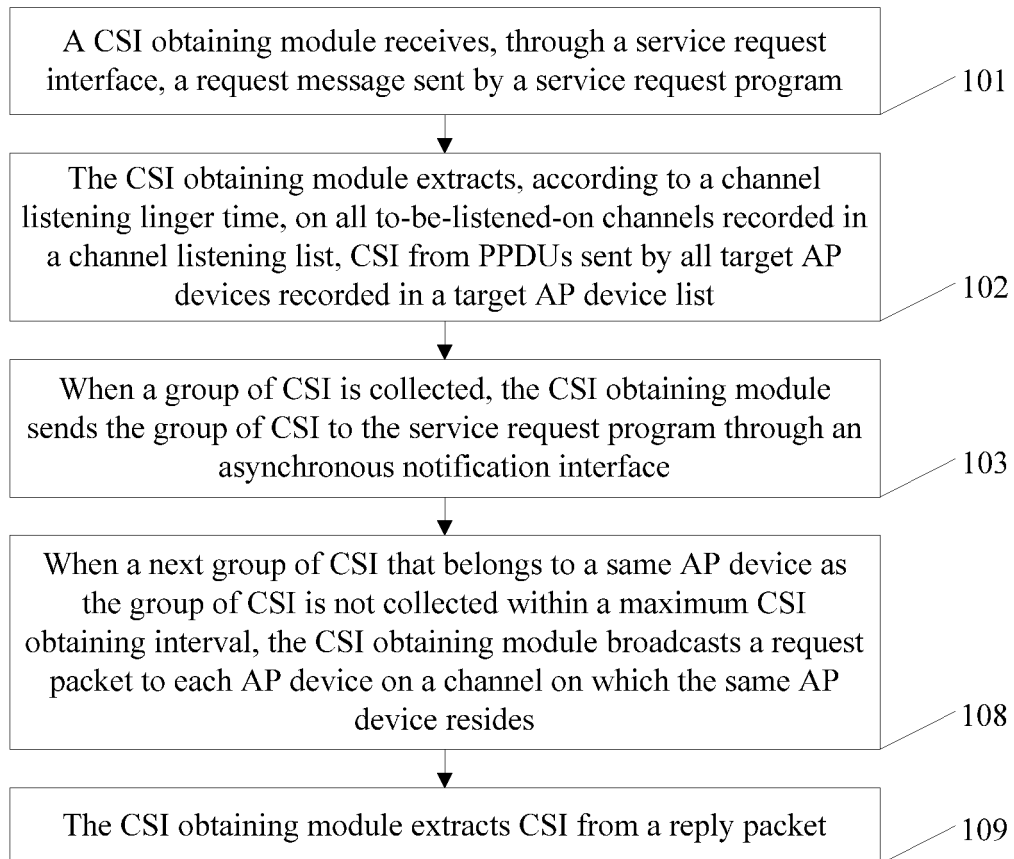 A CSI obtaining module receives, through a service request
interface, a request message sent by a service request program
101
The CSI obtaining module extracts, according to a channel
listening linger time, on all to-be-listened-on channels recorded in
a channel listening list, CSI from PPDUs sent by all target AP
devices recorded in a target AP device list
102
When a group of CSI is collected, the CSI obtaining module
sends the group of CSI to the service request program through an
asynchronous notification interface
103
When a next group of CSI that belongs to a same AP device as
the group of CSI is not collected within a maximum CSI
obtaining interval, the CSI obtaining module broadcasts a request
packet to each AP device on a channel on which the same AP
device resides
108
The CSI obtaining module extracts CSI from a reply packet
109